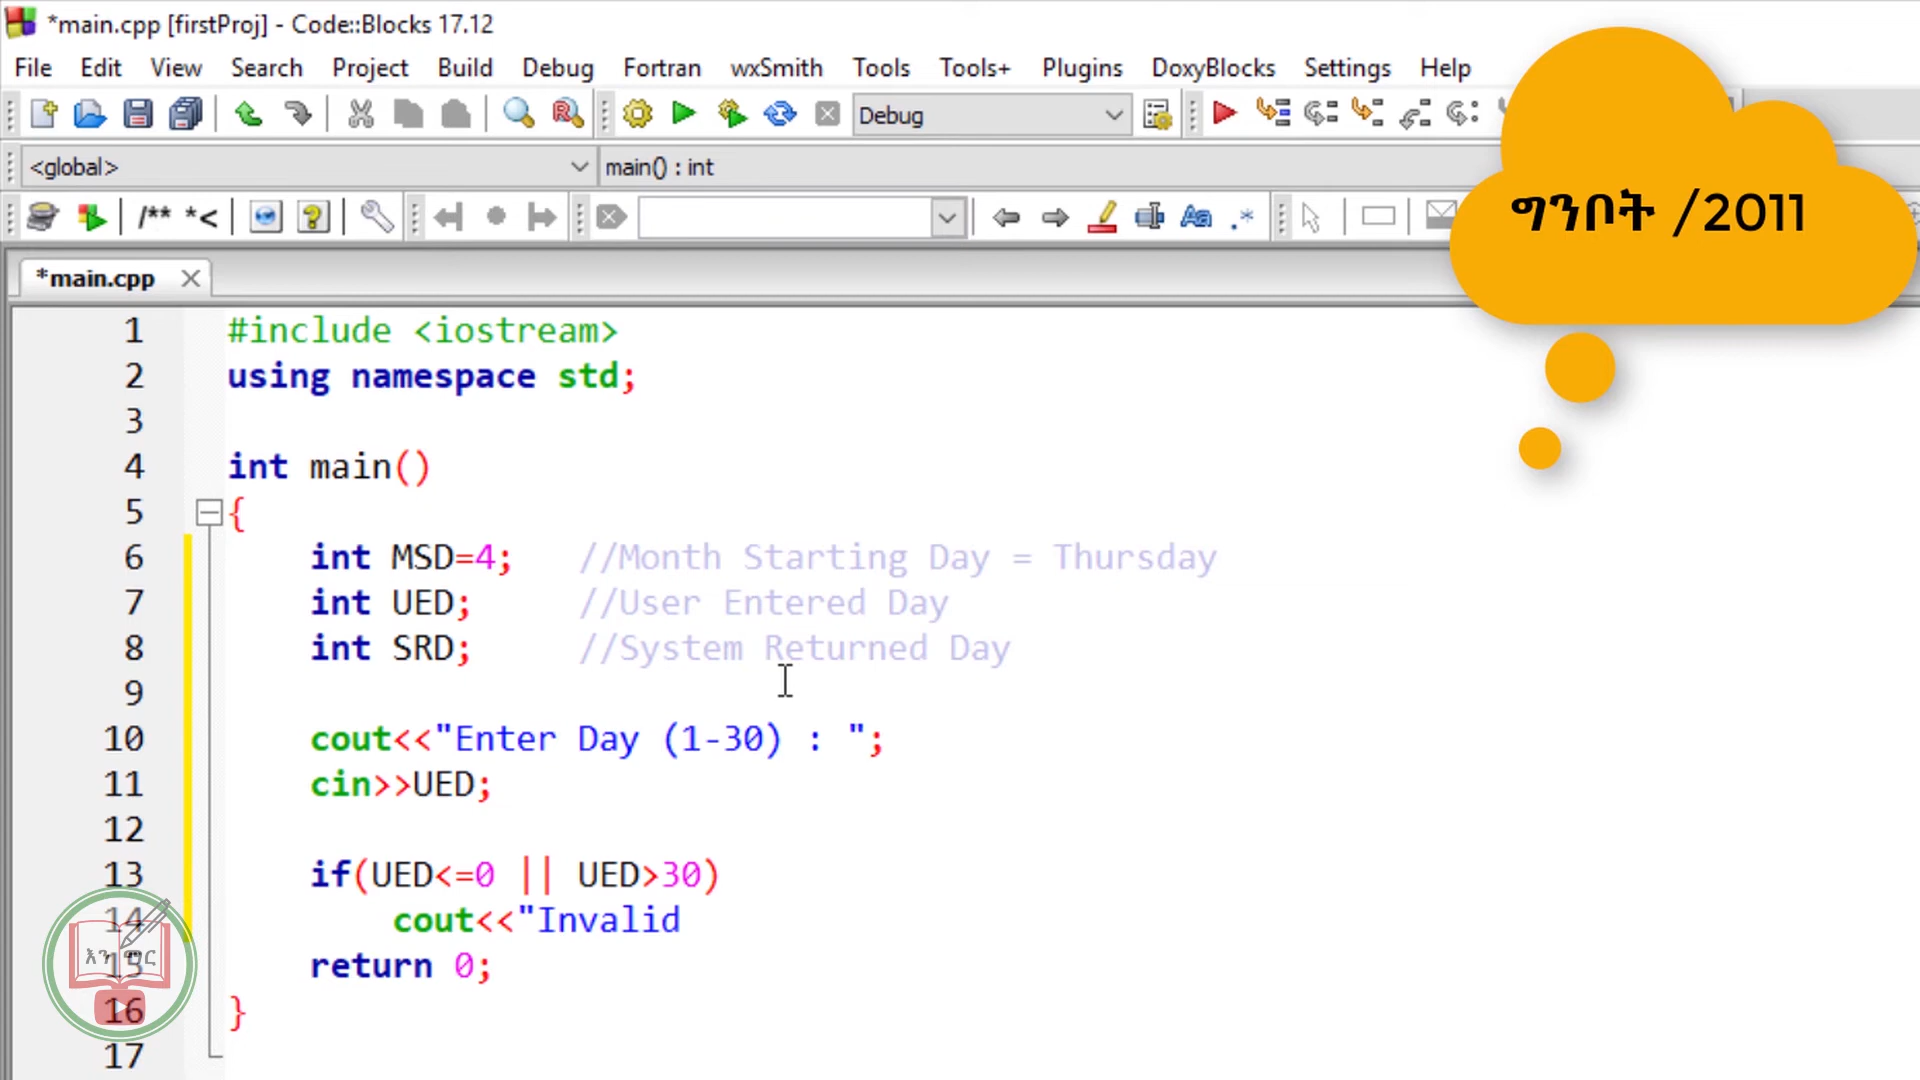 *main.cpp [firstProj] - Code::Blocks 17.12
File Edit View Search Project Build Debug Fortran wxSmith Tools Tools+ Plugins DoxyBlocks Settings Help
Debug
<global> main() : int
/** *<
ግንቦት /2011
*main.cpp
1 #include <iostream>
2 using namespace std;
3
4 int main()
5 {
6 int MSD=4; //Month Starting Day = Thursday
7 int UED; //User Entered Day
8 int SRD; //System Returned Day
9
10 cout<<"Enter Day (1-30) : ";
11 cin>>UED;
12
13 if(UED<=0 || UED>30)
14 cout<<"Invalid
15 return 0;
16 }
17
እን ማር